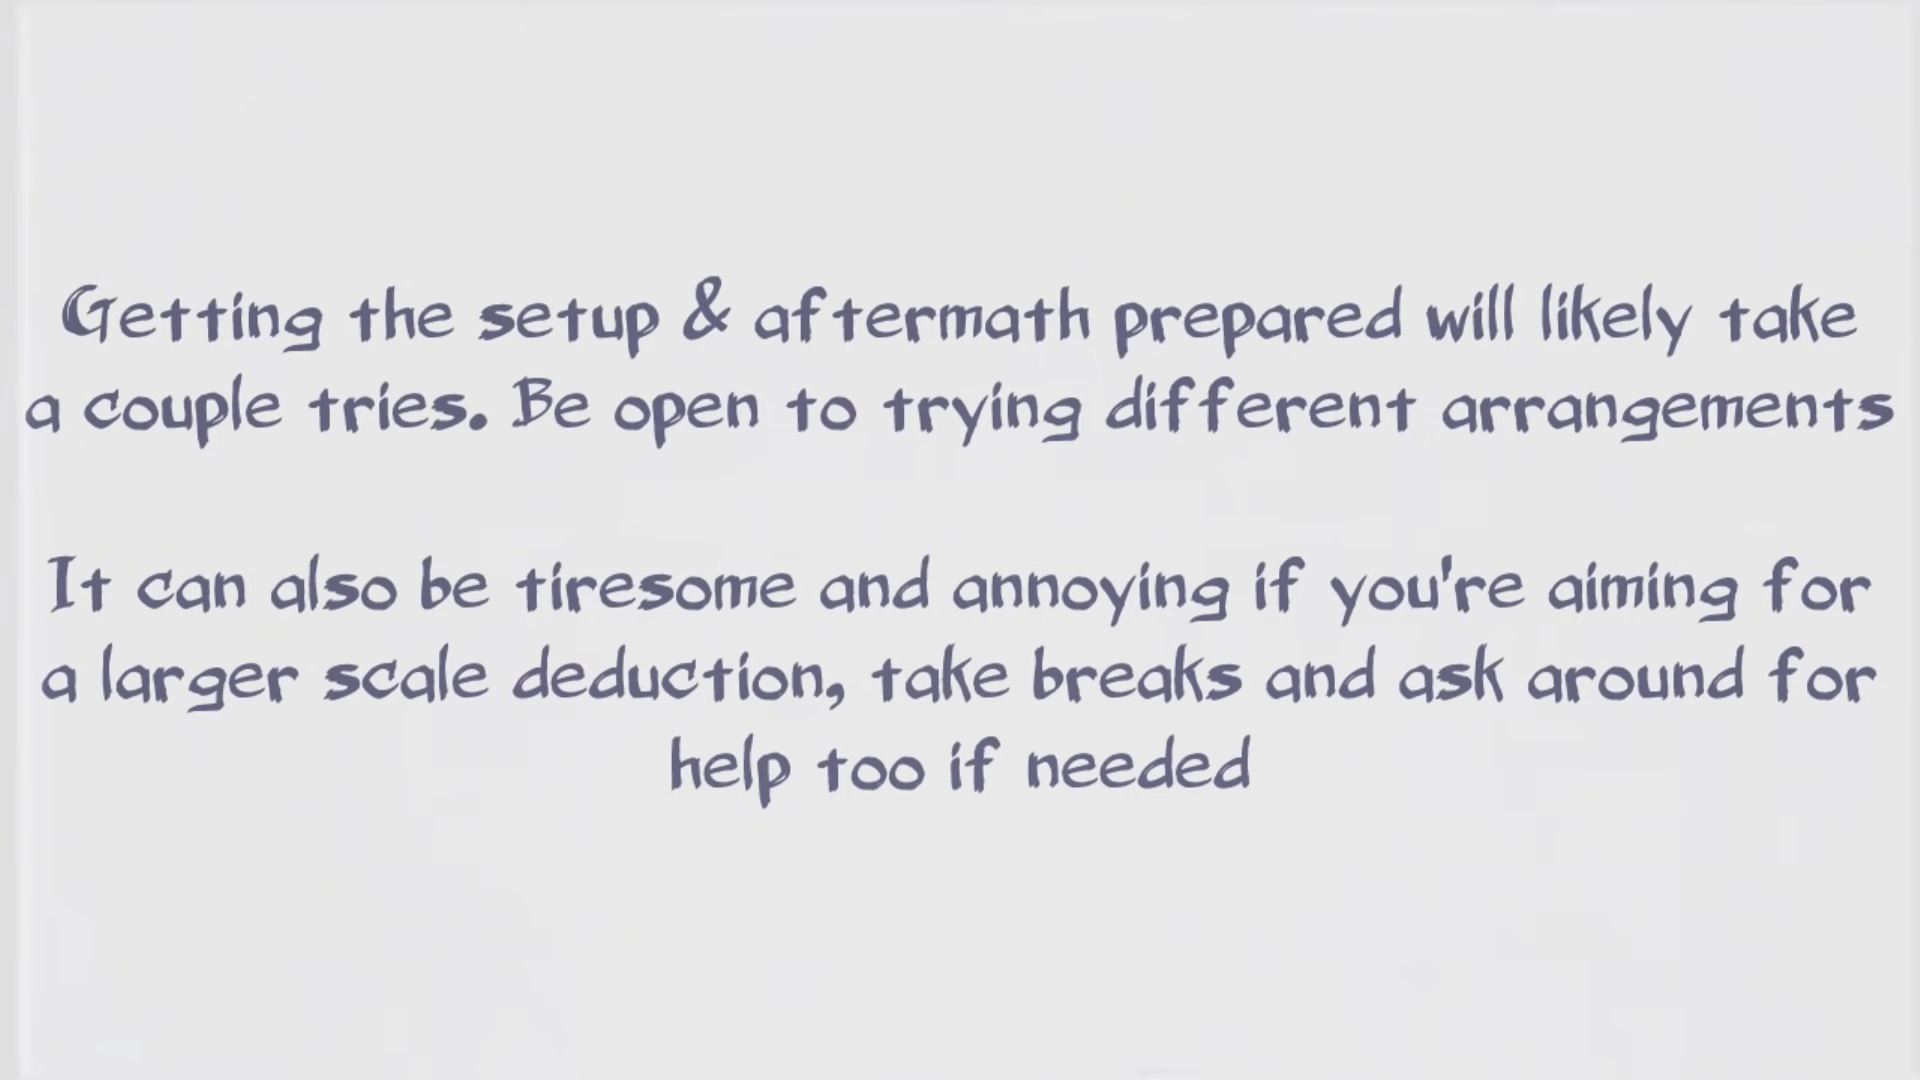 Getting the setup & aftermath prepared will likely take
a couple tries. Be open to trying different arrangements
It can also be tiresome and annoying if you're aiming for
a larger scale deduction, take breaks and ask around for
help too if needed